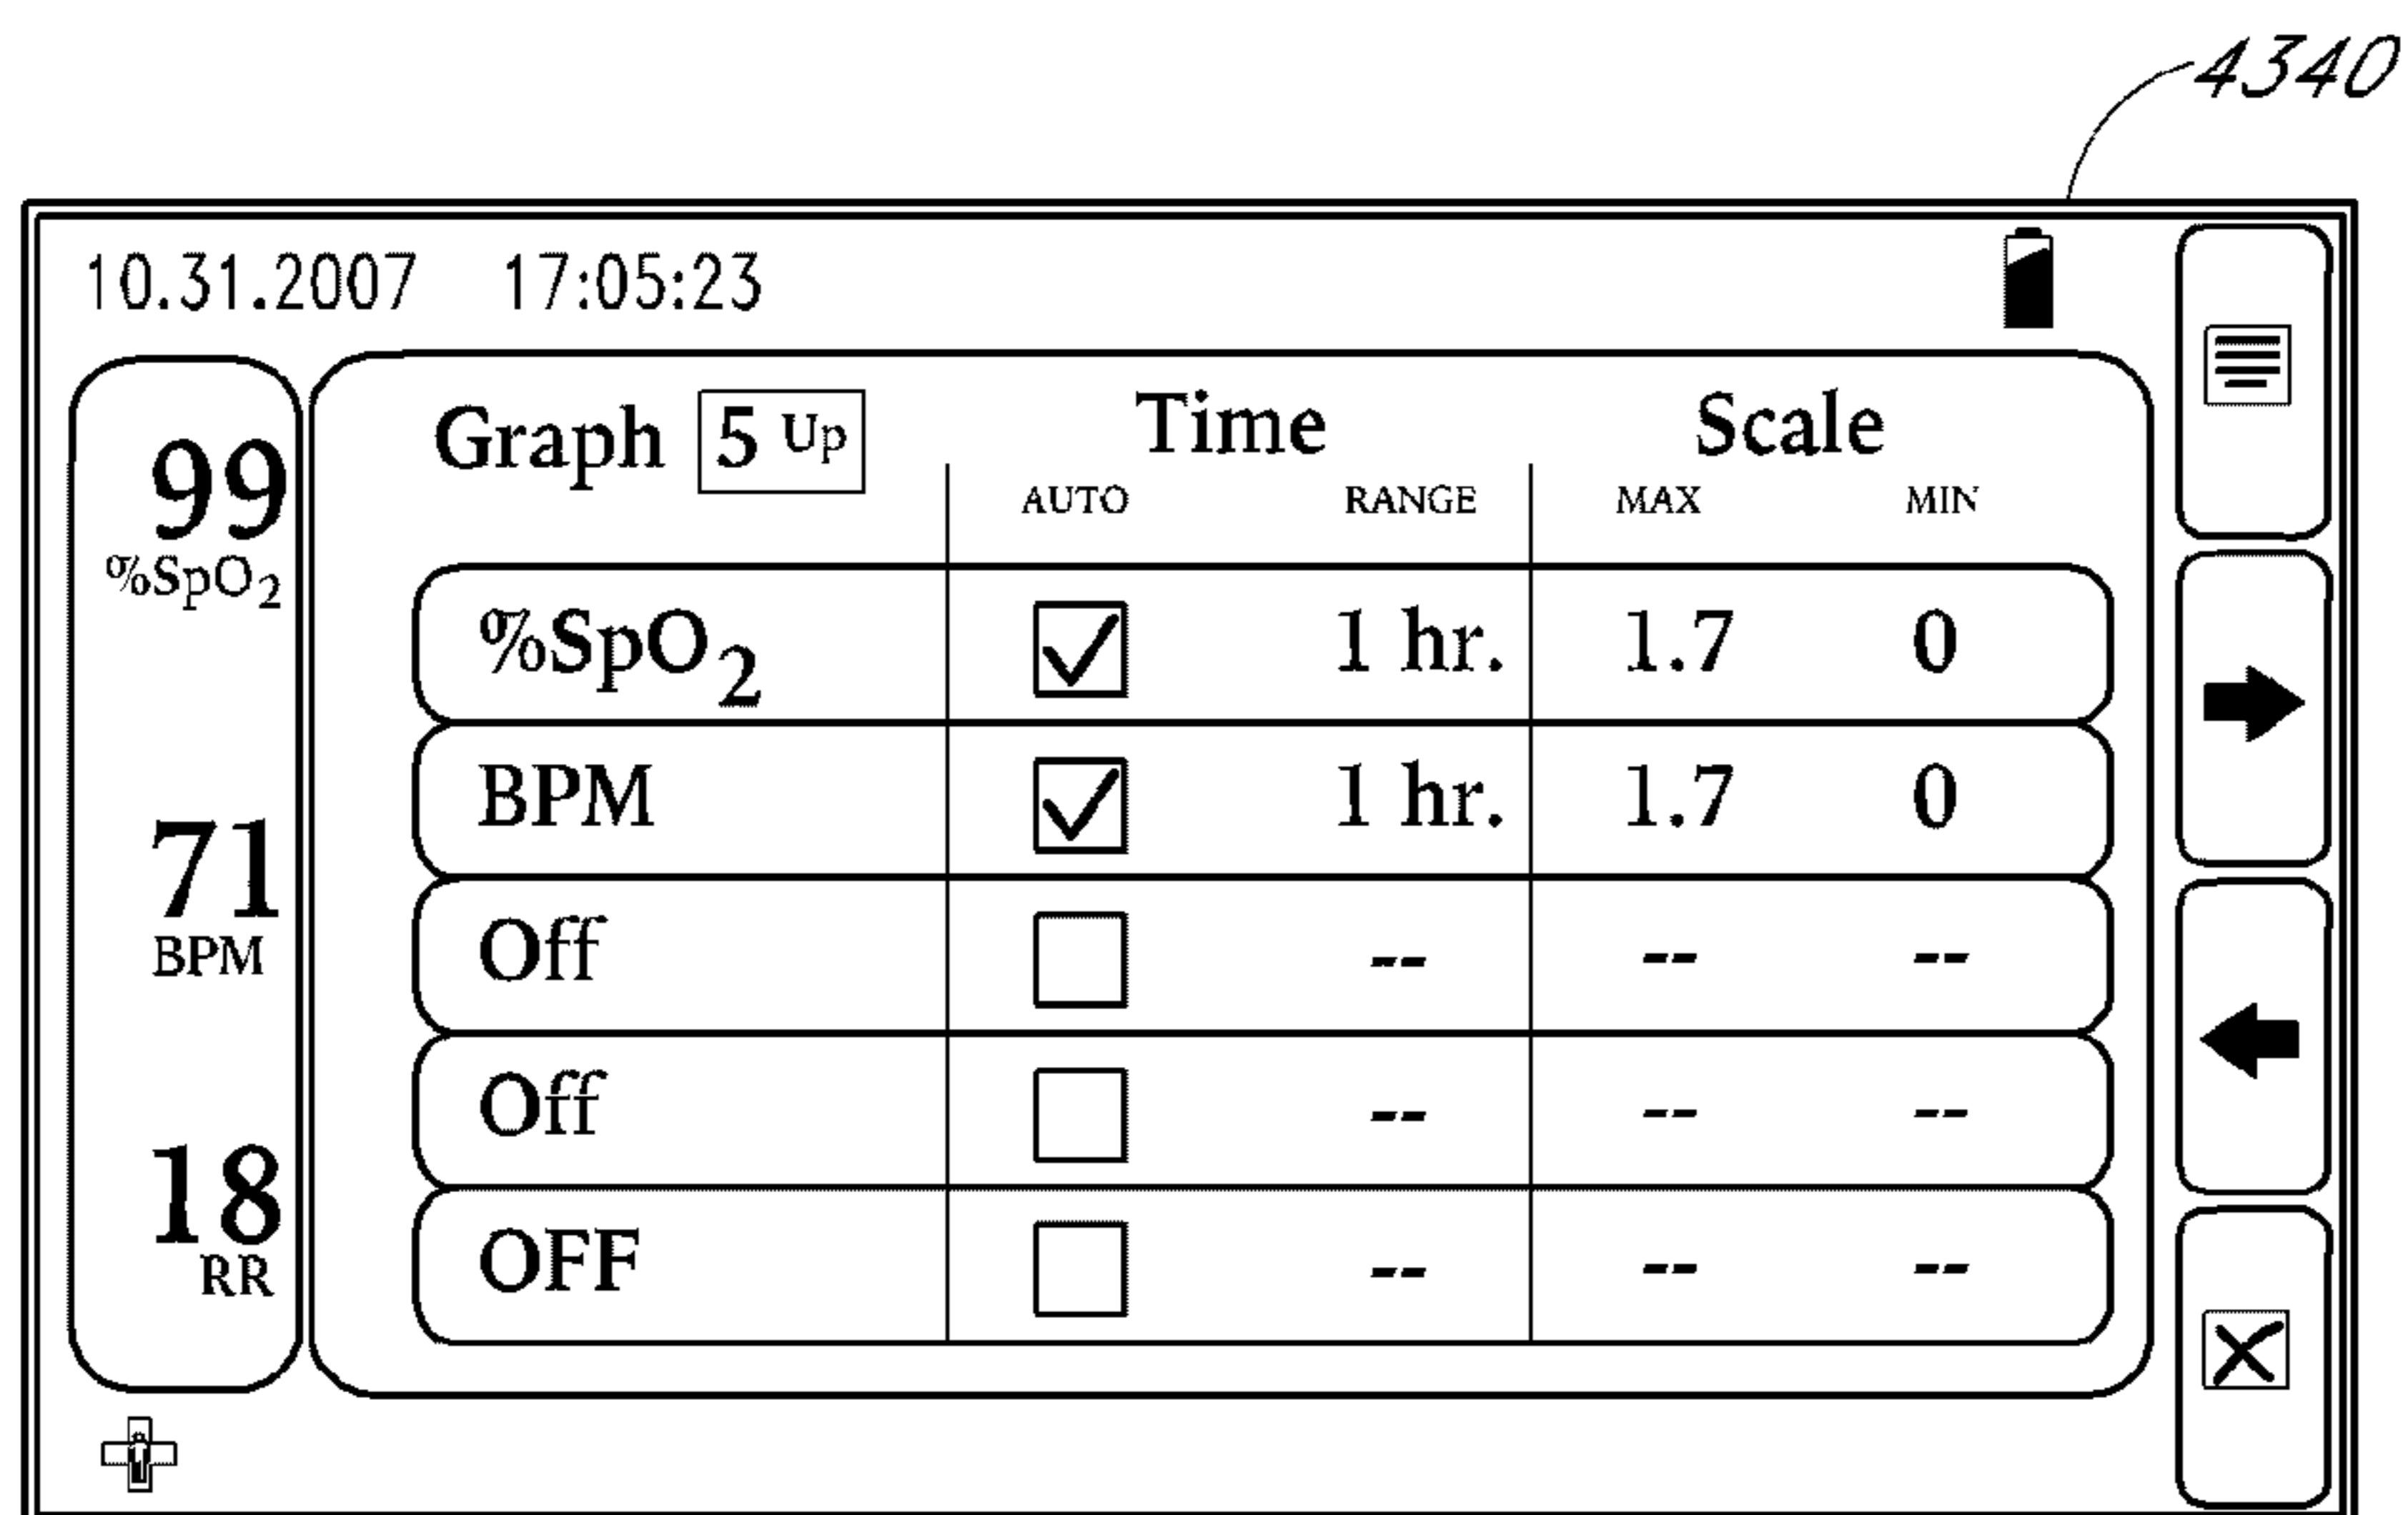 4340
10.31.2007 17:05:23
99
%SpO2
71
BPM
18
RR
Graph 5 Up Time Scale
AUTO RANGE MAX MIN
%SpO2 1 hr. 1.7 0
BPM 1 hr. 1.7 0
Off -- -- --
Off -- -- --
OFF -- -- --